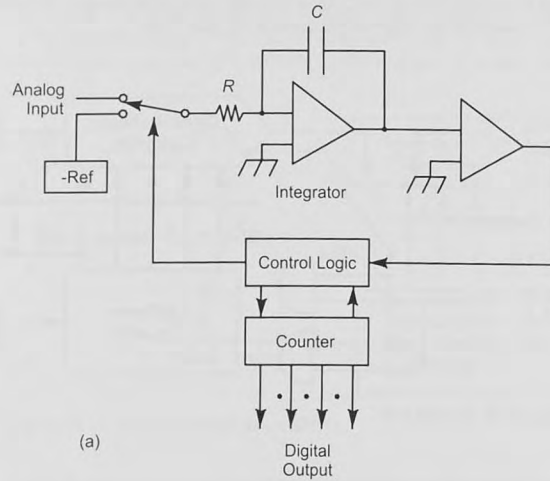 C
R
Analog
Input
-Ref
Integrator
Control Logic
Counter
(a)
Digital
Output